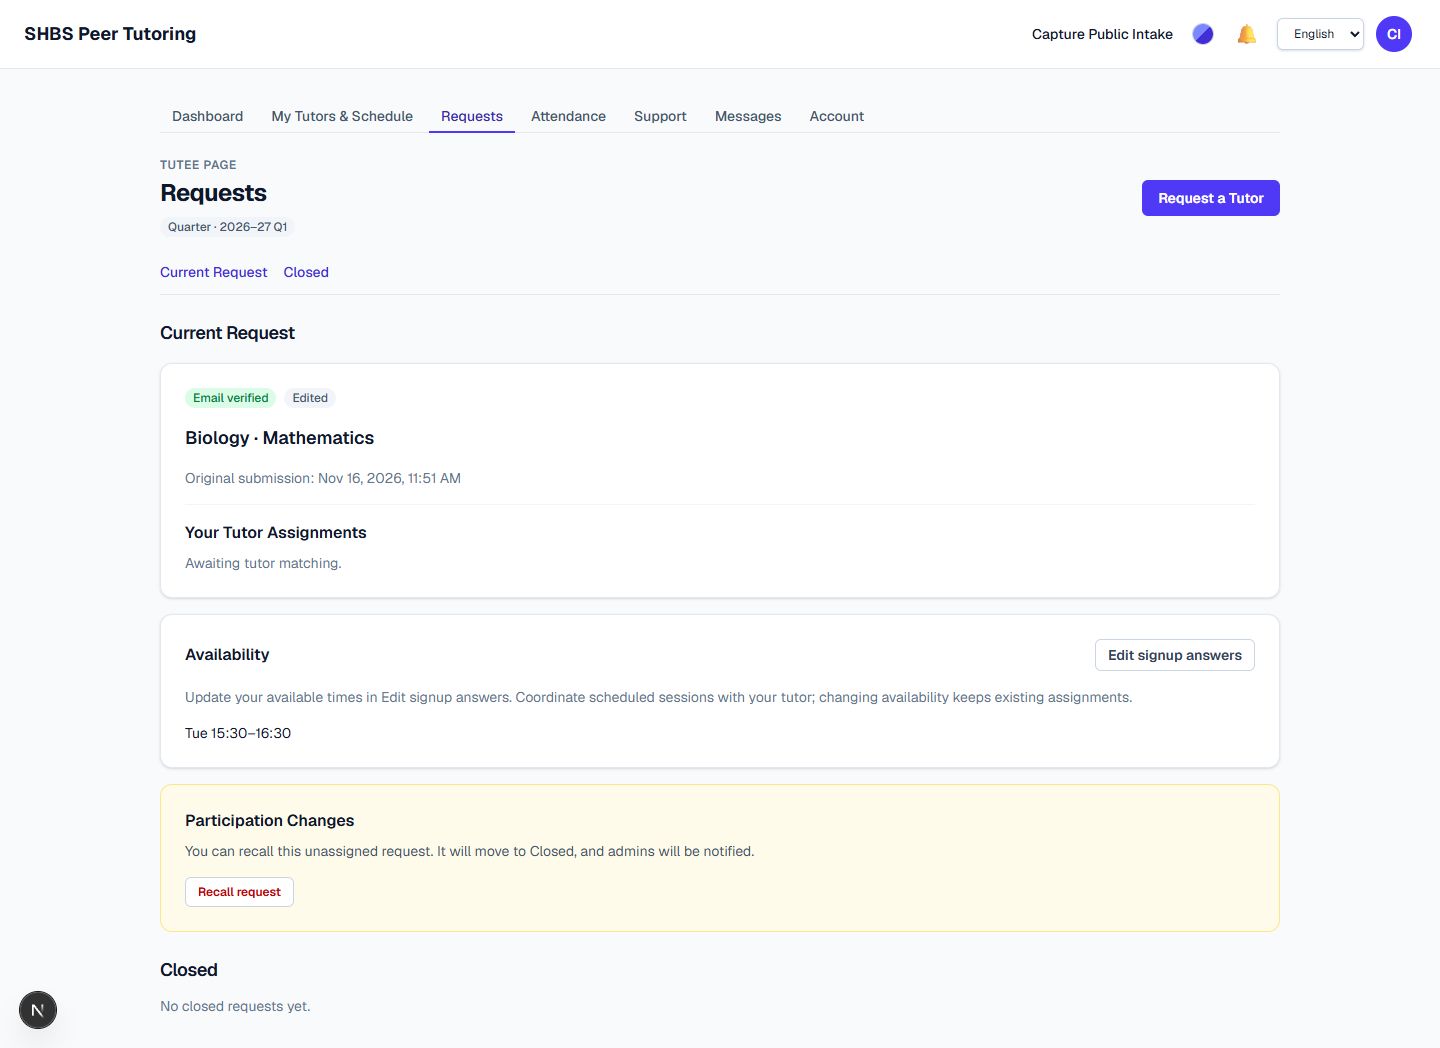 SHBS Peer Tutoring
Capture Public Intake
English
CI
Dashboard
My Tutors & Schedule
Requests
Attendance
Support
Messages
Account
TUTEE PAGE
Requests
Request a Tutor
Quarter · 2026–27 Q1
Current Request
Closed
Current Request
Email verified
Edited
Biology · Mathematics
Original submission: Nov 16, 2026, 11:51 AM
Your Tutor Assignments
Awaiting tutor matching.
Availability
Edit signup answers
Update your available times in Edit signup answers. Coordinate scheduled sessions with your tutor; changing availability keeps existing assignments.
Tue 15:30–16:30
Participation Changes
You can recall this unassigned request. It will move to Closed, and admins will be notified.
Recall request
Closed
No closed requests yet.
N